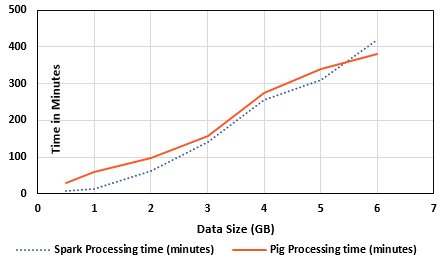 500
400
300
200
100
0
Time in Minutes
0 1 2 3 4 5 6 7
Data Size (GB)
Spark Processing time (minutes) Pig Processing time (minutes)